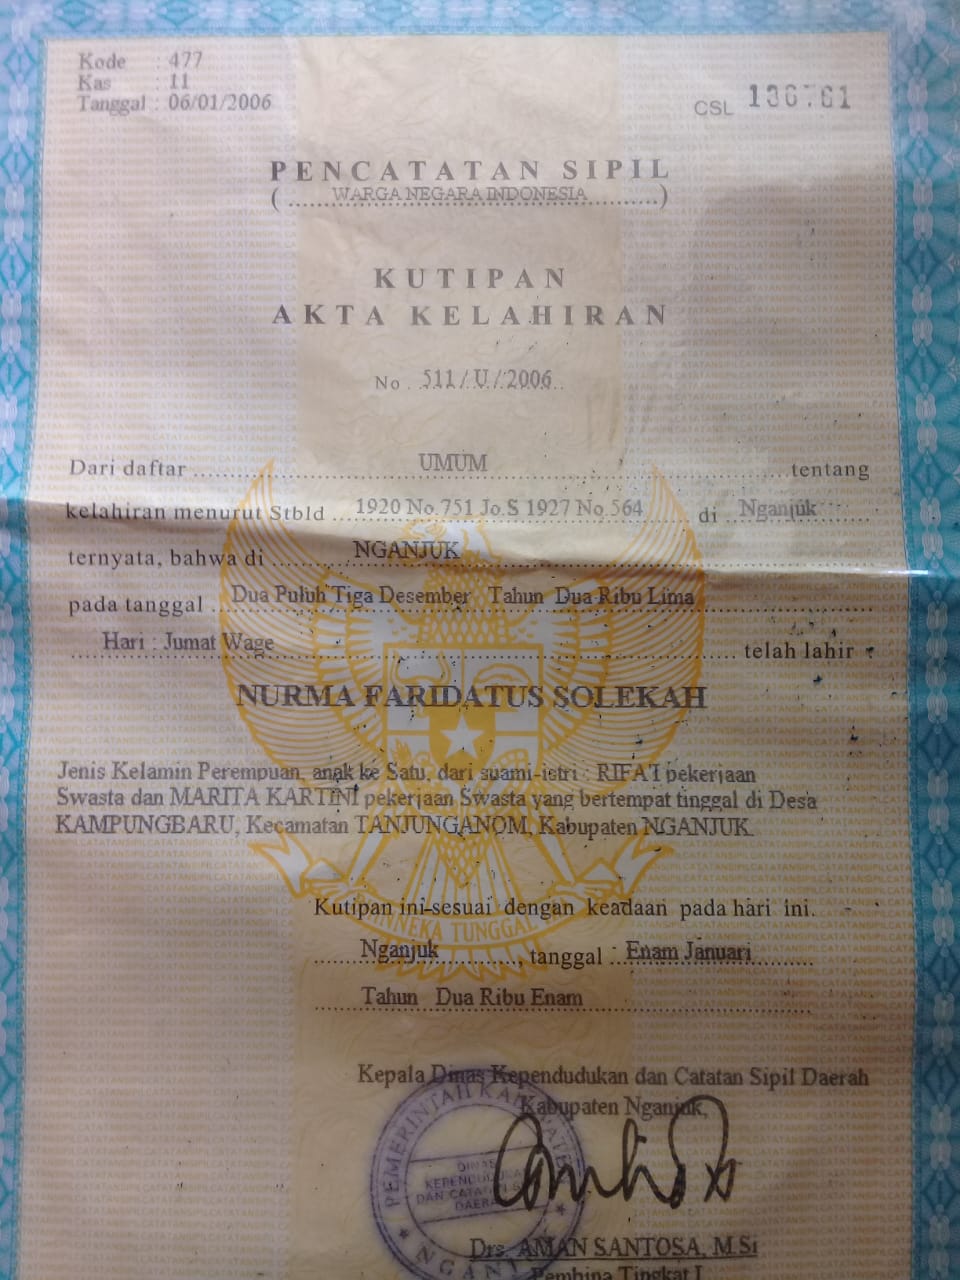 Kode : 477
Kas : 11
Tanggal : 06/01/2006
CSL 136761
PENCATATAN SIPIL
( WARGA NEGARA INDONESIA )
KUTIPAN
AKTA KELAHIRAN
No. 511/U/2006
Dari daftar UMUM tentang
kelahiran menurut Stbld 1920 No.751 Jo.S 1927 No.564 di Nganjuk
ternyata, bahwa di NGANJUK
pada tanggal Dua Puluh Tiga Desember Tahun Dua Ribu Lima
Hari : Jumat Wage telah lahir :
NURMA FARIDATUS SOLEKAH
Jenis Kelamin Perempuan, anak ke Satu, dari suami-istri : RIFA'I pekerjaan
Swasta dan MARITA KARTINI pekerjaan Swasta yang bertempat tinggal di Desa
KAMPUNGBARU, Kecamatan TANJUNGANOM, Kabupaten NGANJUK.
NNEKA TUNGGAL
Kutipan ini sesuai dengan keadaan pada hari ini.
Nganjuk, tanggal : Enam Januari
Tahun Dua Ribu Enam
Kepala Dinas Kependudukan dan Catatan Sipil Daerah
Kabupaten Nganjuk,
PEMERINTAH KABUPATEN
DINAS
KEPENDUDUKAN
DAN CATATAN SIPIL
DAERAH
NGANJUK
Drs. AMAN SANTOSA, M.Si
Pembina Tingkat I